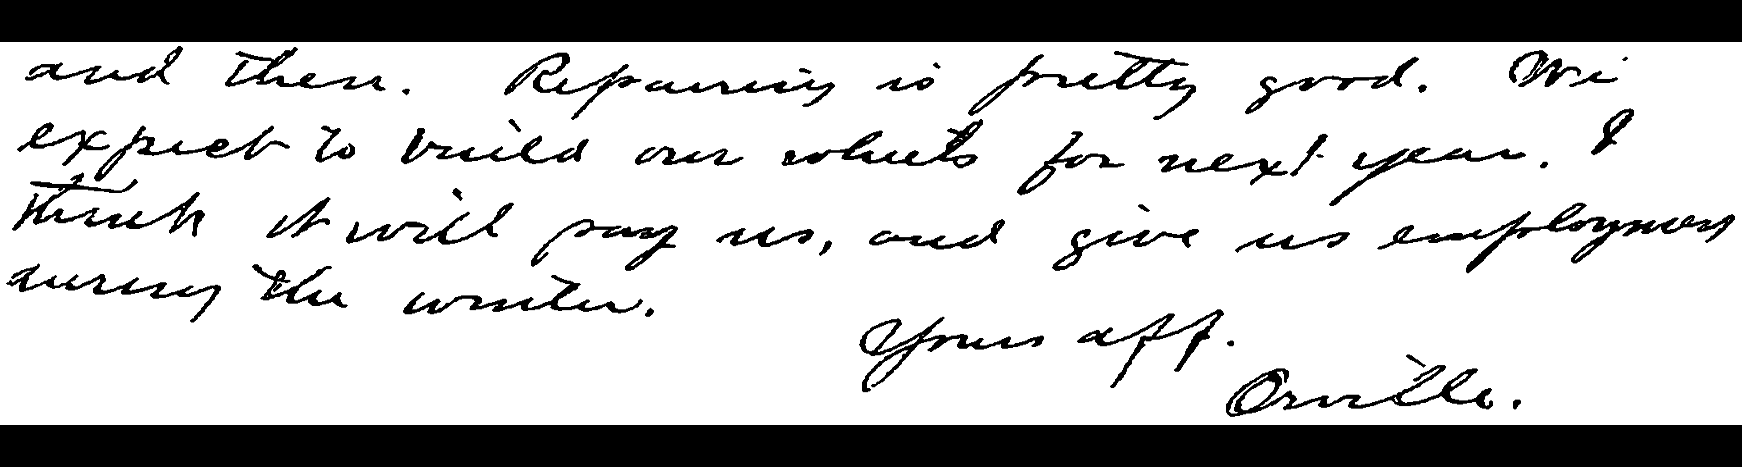 and then. Repairing is pretty good. We
expect to build our wheels for next year. I
think it will pay us, and give us employment
during the winter.
Yours aff.
Orville.